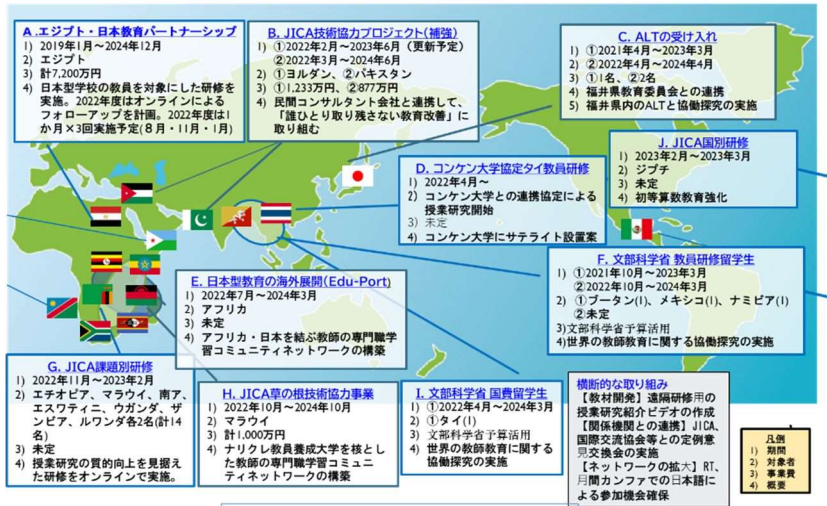 A .エジプト・日本教育パートナーシップ
1) 2019年1月～2024年12月
2) エジプト
3) 計7,200万円
4) 日本型学校の教員を対象にした研修を
実施。2022年度はオンラインによる
フォローアップを計画。2022年度は1
か月×3回実施予定(８月・11月・1月)
B. JICA技術協力プロジェクト(補強)
1) ①2022年2月～2023年6月（更新予定）
②2022年3月～2024年6月
2) ①ヨルダン、②パキスタン
3) ①1,233万円、②877万円
4) 民間コンサルタント会社と連携して、
「誰ひとり取り残さない教育改善」に
取り組む
C. ALTの受け入れ
1) ①2021年4月～2023年3月
2) ②2022年4月～2024年4月
3) ①1名、②2名
4) 福井県教育委員会との連携
5) 福井県内のALTと協働探究の実施
J. JICA国別研修
1) 2023年2月～2023年3月
2) ジブチ
3) 未定
4) 初等算数教育強化
D. コンケン大学協定タイ教員研修
1) 2022年4月～
2) コンケン大学との連携協定による
授業研究開始
3) 未定
4) コンケン大学にサテライト設置案
F. 文部科学省 教員研修留学生
1) ①2021年10月～2023年3月
②2022年10月～2024年3月
2) ①ブータン(1)、メキシコ(1)、ナミビア(1)
②未定
3)文部科学省予算活用
4)世界の教師教育に関する協働探究の実施
E. 日本型教育の海外展開(Edu-Port)
1) 2022年7月～2024年3月
2) アフリカ
3) 未定
4) アフリカ・日本を結ぶ教師の専門職学
習コミュニティネットワークの構築
G. JICA課題別研修
1) 2022年11月～2023年2月
2) エチオピア、マラウイ、南ア、
エスワティニ、ウガンダ、ザ
ンビア、ルワンダ各2名(計14
名)
3) 未定
4) 授業研究の質的向上を見据え
た研修をオンラインで実施。
H. JICA草の根技術協力事業
1) 2022年10月～2024年10月
2) マラウイ
3) 計1,000万円
4) ナリクレ教員養成大学を核とし
た教師の専門職学習コミュニ
ティネットワークの構築
I. 文部科学省 国費留学生
1) ①2022年4月～2024年3月
2) ①タイ(1)
3) 文部科学省予算活用
4) 世界の教師教育に関する
協働探究の実施
横断的な取り組み
【教材開発】遠隔研修用の
授業研究紹介ビデオの作成
【関係機関との連携】JICA、
国際交流協会等との定例意
見交換会の実施
【ネットワークの拡大】RT、
月間カンファでの日本語に
よる参加機会確保
凡例
1) 期間
2) 対象者
3) 事業費
4) 概要